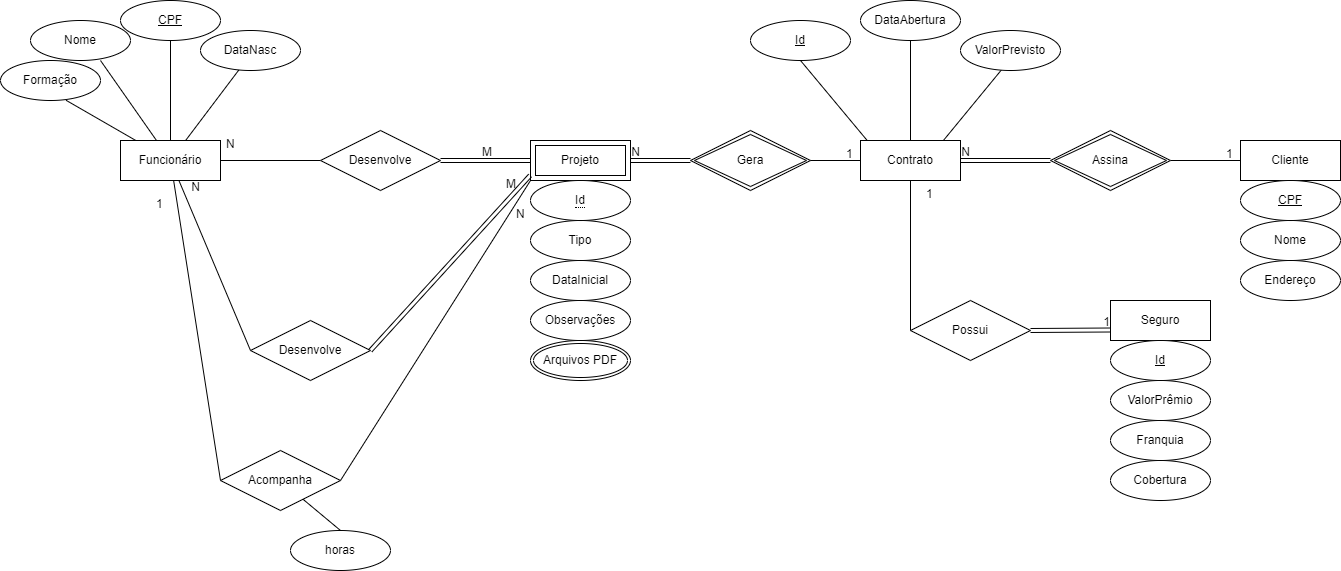 CPF
Nome
DataNasc
Formação
Id
DataAbertura
ValorPrevisto
Funcionário
N
Desenvolve
M
Projeto
N
Gera
1
Contrato
N
Assina
1
Cliente
N
1
M
N
1
Id
Tipo
DataInicial
Observações
Arquivos PDF
CPF
Nome
Endereço
Desenvolve
Possui
1
Seguro
Id
ValorPrêmio
Franquia
Cobertura
Acompanha
horas